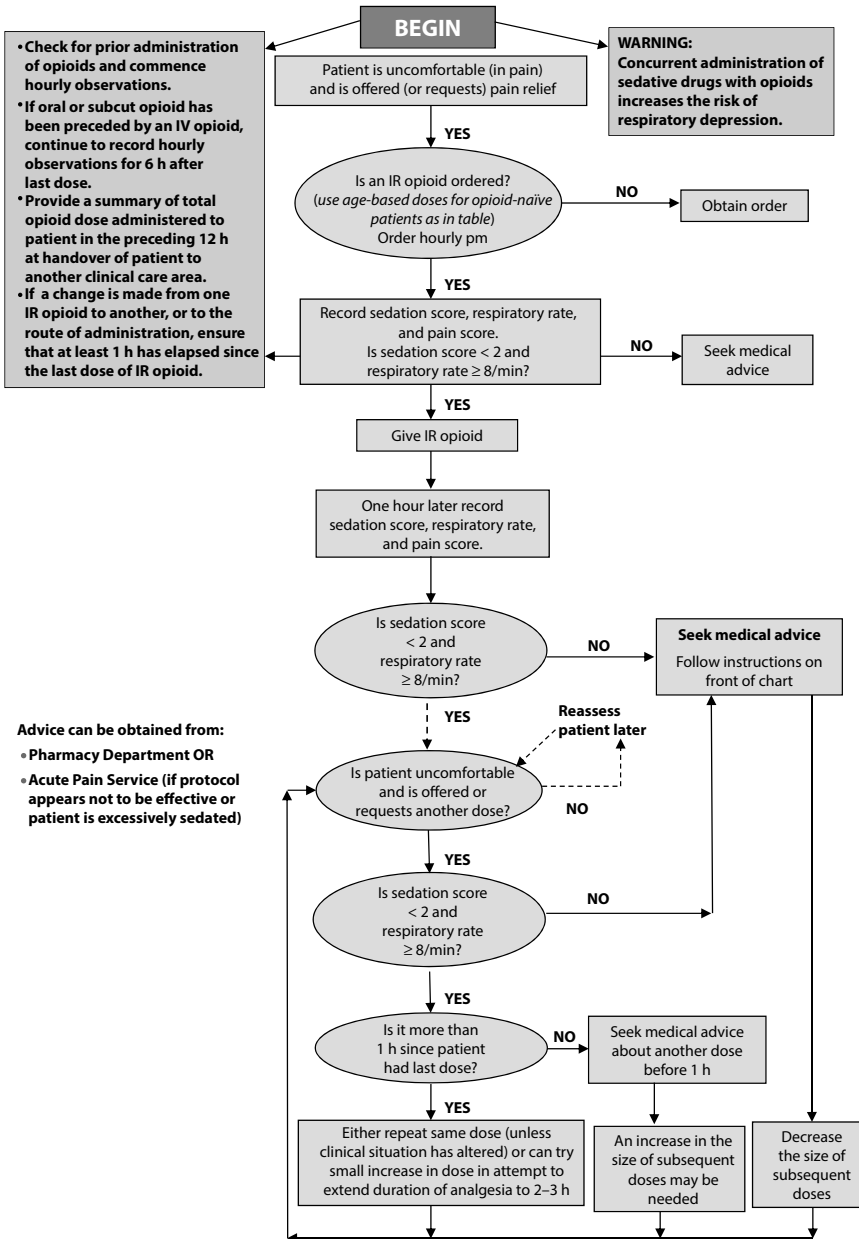 BEGIN
• Check for prior administration
of opioids and commence
hourly observations.
• If oral or subcut opioid has
been preceded by an IV opioid,
continue to record hourly
observations for 6 h after
last dose.
• Provide a summary of total
opioid dose administered to
patient in the preceding 12 h
at handover of patient to
another clinical care area.
• If a change is made from one
IR opioid to another, or to the
route of administration, ensure
that at least 1 h has elapsed since
the last dose of IR opioid.
WARNING:
Concurrent administration of
sedative drugs with opioids
increases the risk of
respiratory depression.
Patient is uncomfortable (in pain)
and is offered (or requests) pain relief
YES
Is an IR opioid ordered?
(use age-based doses for opioid-naïve
patients as in table)
Order hourly pm
NO
Obtain order
YES
Record sedation score, respiratory rate,
and pain score.
Is sedation score < 2 and
respiratory rate ≥ 8/min?
NO
Seek medical
advice
YES
Give IR opioid
One hour later record
sedation score, respiratory rate,
and pain score.
Is sedation score
< 2 and
respiratory rate
≥ 8/min?
NO
Seek medical advice
Follow instructions on
front of chart
YES
Reassess
patient later
Advice can be obtained from:
• Pharmacy Department OR
• Acute Pain Service (if protocol
appears not to be effective or
patient is excessively sedated)
Is patient uncomfortable
and is offered or
requests another dose?
NO
YES
Is sedation score
< 2 and
respiratory rate
≥ 8/min?
NO
YES
Is it more than
1 h since patient
had last dose?
NO
Seek medical advice
about another dose
before 1 h
YES
Either repeat same dose (unless
clinical situation has altered) or can try
small increase in dose in attempt to
extend duration of analgesia to 2–3 h
An increase in the
size of subsequent
doses may be
needed
Decrease
the size of
subsequent
doses